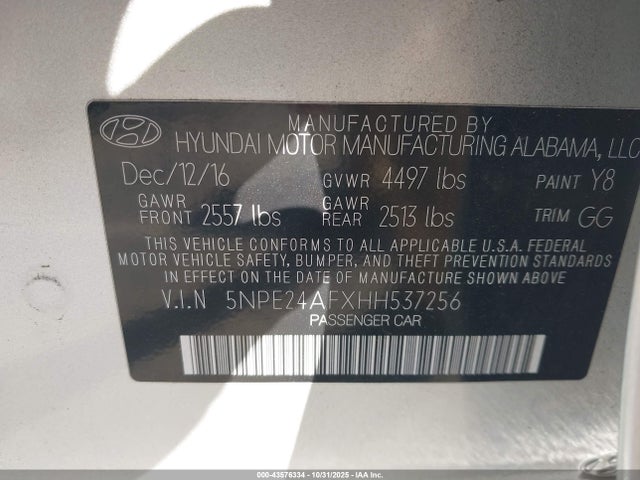 MANUFACTURED BY
HYUNDAI MOTOR MANUFACTURING ALABAMA, LLC
Dec/12/16 GVWR 4497 lbs PAINT Y8
GAWR FRONT 2557 lbs GAWR REAR 2513 lbs TRIM GG
THIS VEHICLE CONFORMS TO ALL APPLICABLE U.S.A. FEDERAL
MOTOR VEHICLE SAFETY, BUMPER, AND THEFT PREVENTION STANDARDS
IN EFFECT ON THE DATE OF MANUFACTURE SHOWN ABOVE
V.I.N 5NPE24AFXHH537256
PASSENGER CAR
000-43576334 - 10/31/2025 - IAA Inc.